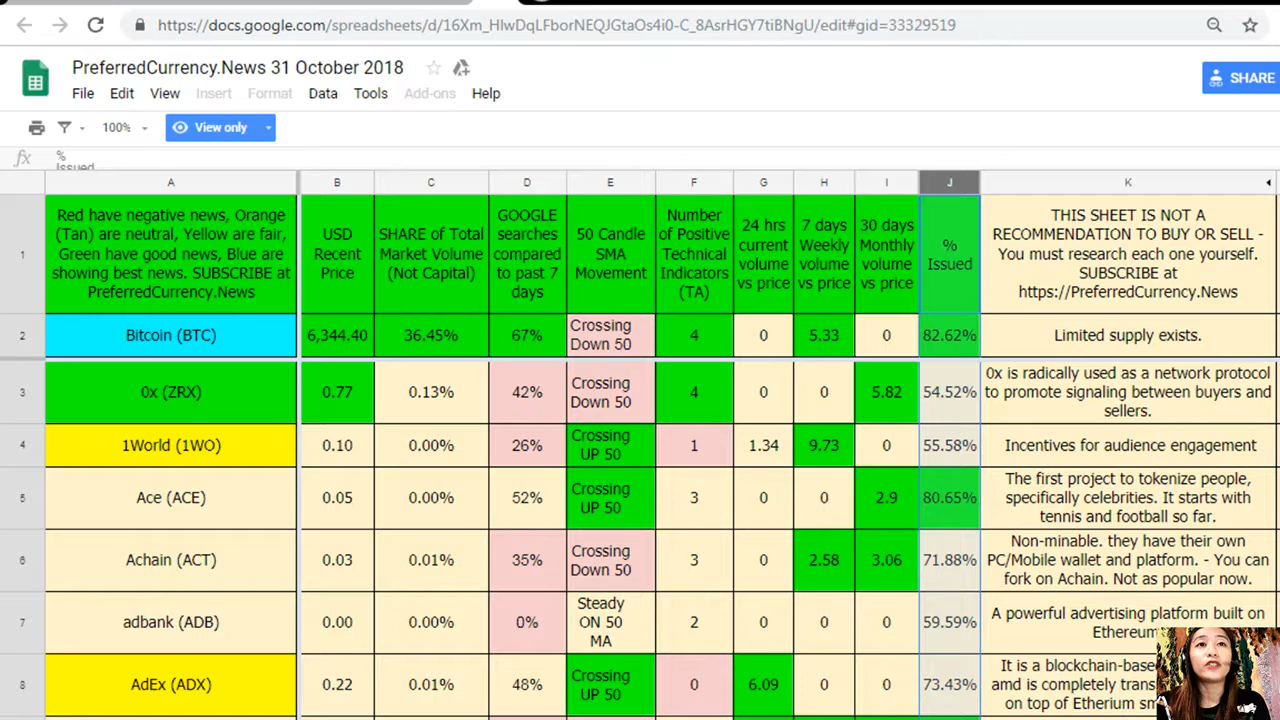 https://docs.google.com/spreadsheets/d/16Xm_HlwDqLFborNEQJGtaOs4i0-C_8AsrHGY7tiBNgU/edit#gid=33329519
PreferredCurrency.News 31 October 2018
SHARE
File Edit View Insert Format Data Tools Add-ons Help
100% View only
fx %
Issued
A B C D E F G H I J K
1
Red have negative news, Orange
(Tan) are neutral, Yellow are fair,
Green have good news, Blue are
showing best news. SUBSCRIBE at
PreferredCurrency.News
USD
Recent
Price
SHARE of Total
Market Volume
(Not Capital)
GOOGLE
searches
compared
to past 7
days
50 Candle
SMA
Movement
Number
of Positive
Technical
Indicators
(TA)
24 hrs
current
volume
vs price
7 days
Weekly
volume
vs price
30 days
Monthly
volume
vs price
%
Issued
THIS SHEET IS NOT A
RECOMMENDATION TO BUY OR SELL -
You must research each one yourself.
SUBSCRIBE at
https://PreferredCurrency.News
2 Bitcoin (BTC) 6,344.40 36.45% 67%
Crossing
Down 50
4 0 5.33 0 82.62% Limited supply exists.
3 0x (ZRX) 0.77 0.13% 42%
Crossing
Down 50
4 0 0 5.82 54.52%
0x is radically used as a network protocol
to promote signaling between buyers and
sellers.
4 1World (1WO) 0.10 0.00% 26%
Crossing
UP 50
1 1.34 9.73 0 55.58% Incentives for audience engagement
5 Ace (ACE) 0.05 0.00% 52%
Crossing
UP 50
3 0 0 2.9 80.65%
The first project to tokenize people,
specifically celebrities. It starts with
tennis and football so far.
6 Achain (ACT) 0.03 0.01% 35%
Crossing
Down 50
3 0 2.58 3.06 71.88%
Non-minable. they have their own
PC/Mobile wallet and platform. - You can
fork on Achain. Not as popular now.
7 adbank (ADB) 0.00 0.00% 0%
Steady
ON 50
MA
2 0 0 0 59.59%
A powerful advertising platform built on
8 AdEx (ADX) 0.22 0.01% 48%
Crossing
UP 50
0 6.09 0 0 73.43%
It is a
amd is completely
on top of Etherium